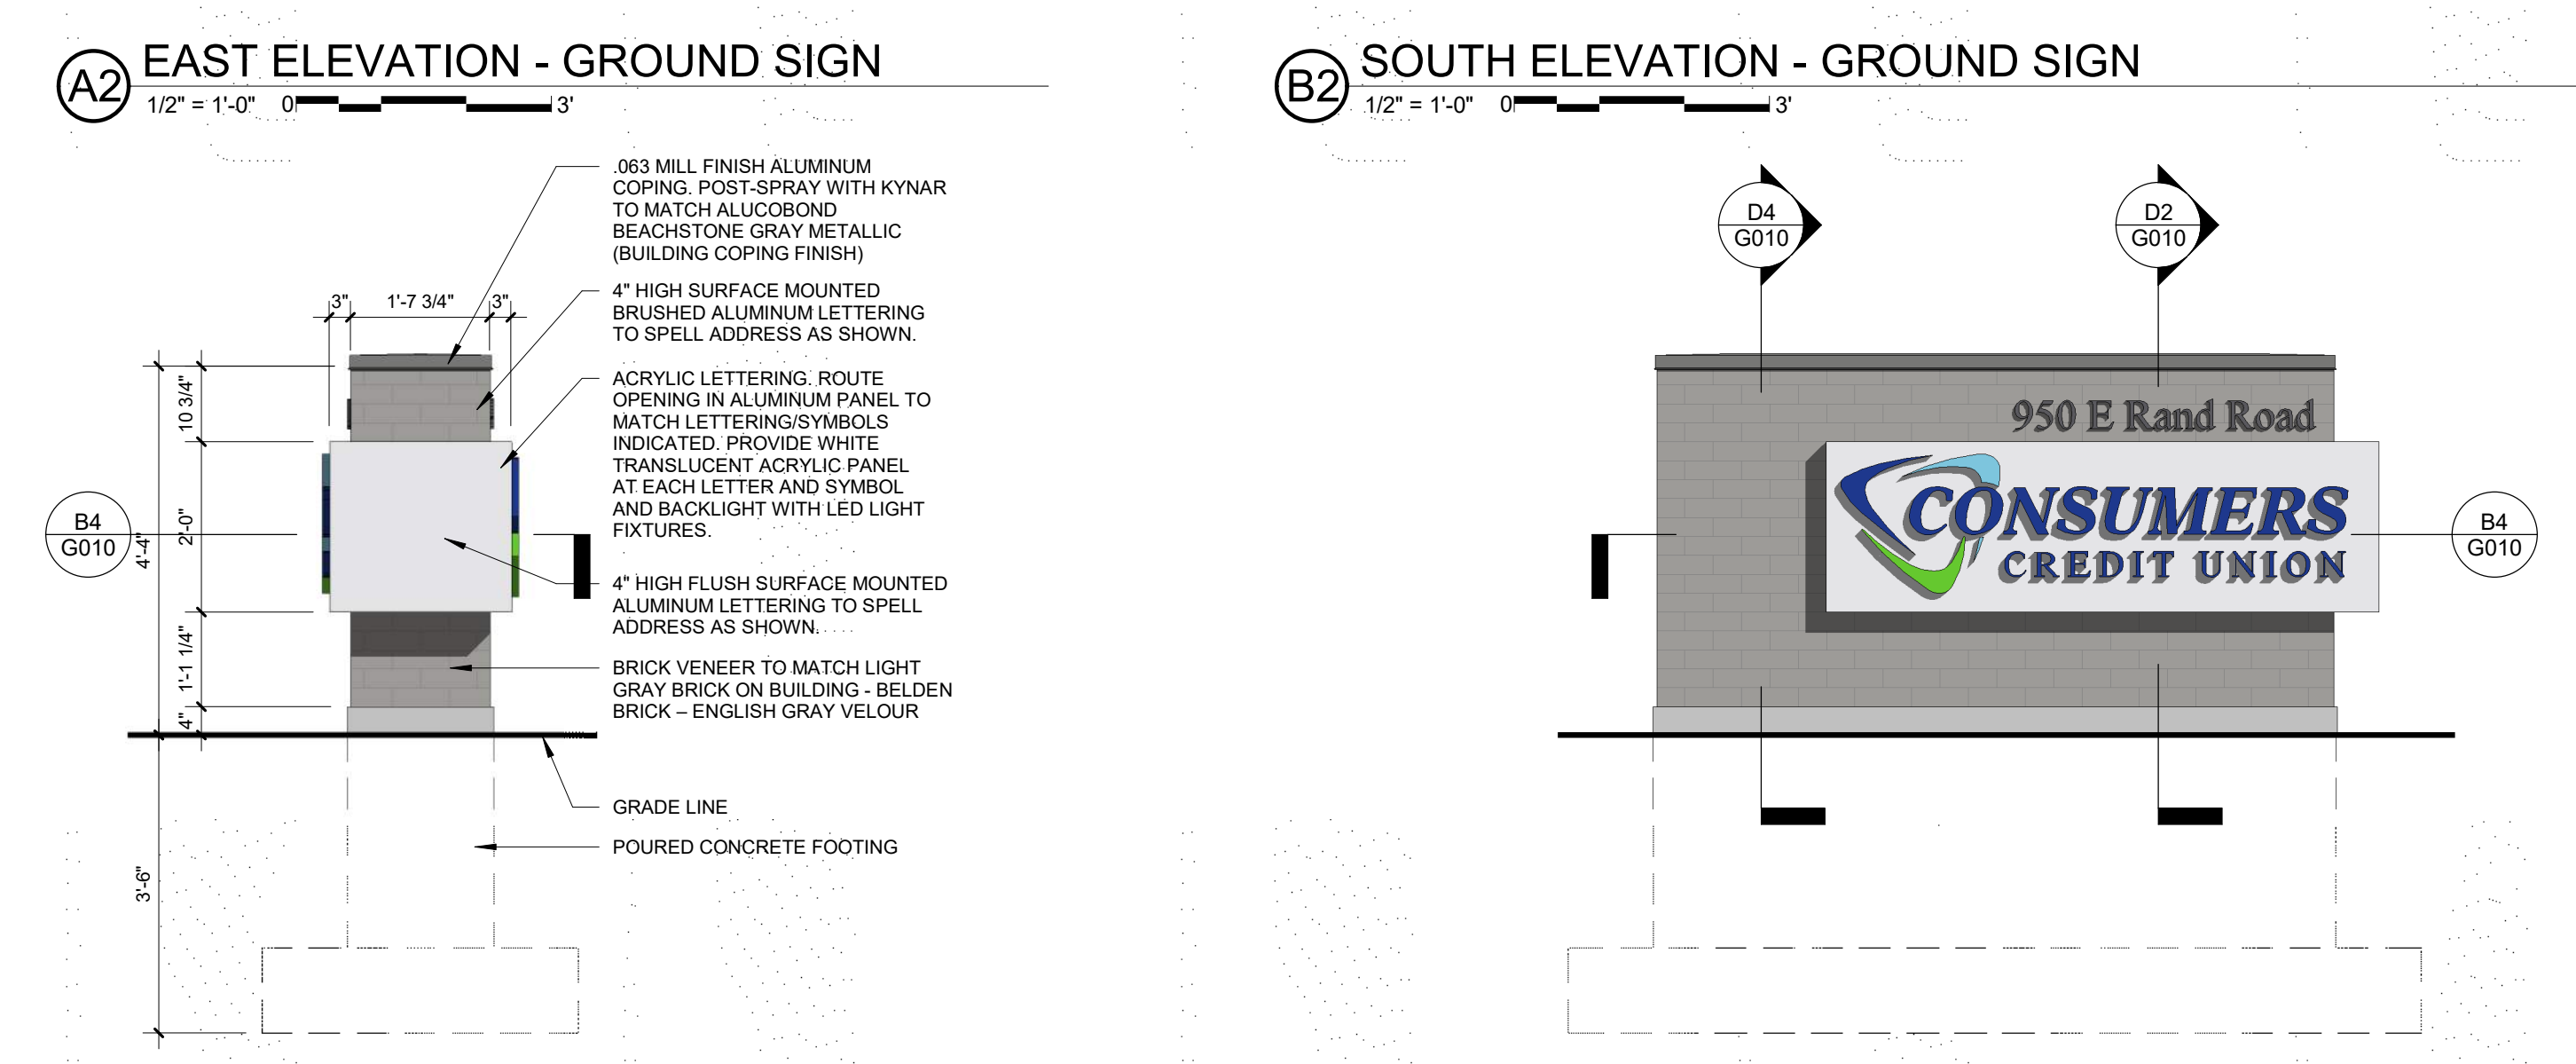 A2
EAST ELEVATION - GROUND SIGN
1/2" = 1'-0"
0
3'
.063 MILL FINISH ALUMINUM
COPING. POST-SPRAY WITH KYNAR
TO MATCH ALUCOBOND
BEACHSTONE GRAY METALLIC
(BUILDING COPING FINISH)
4" HIGH SURFACE MOUNTED
BRUSHED ALUMINUM LETTERING
TO SPELL ADDRESS AS SHOWN.
ACRYLIC LETTERING. ROUTE
OPENING IN ALUMINUM PANEL TO
MATCH LETTERING/SYMBOLS
INDICATED. PROVIDE WHITE
TRANSLUCENT ACRYLIC PANEL
AT EACH LETTER AND SYMBOL
AND BACKLIGHT WITH LED LIGHT
FIXTURES.
4" HIGH FLUSH SURFACE MOUNTED
ALUMINUM LETTERING TO SPELL
ADDRESS AS SHOWN.
BRICK VENEER TO MATCH LIGHT
GRAY BRICK ON BUILDING - BELDEN
BRICK – ENGLISH GRAY VELOUR
GRADE LINE
POURED CONCRETE FOOTING
3"
1'-7 3/4"
3"
10 3/4"
2'-0"
4'-4"
1'-1 1/4"
4"
3'-6"
B4
G010
B2
SOUTH ELEVATION - GROUND SIGN
1/2" = 1'-0"
0
3'
D4
G010
D2
G010
950 E Rand Road
CONSUMERS
CREDIT UNION
B4
G010